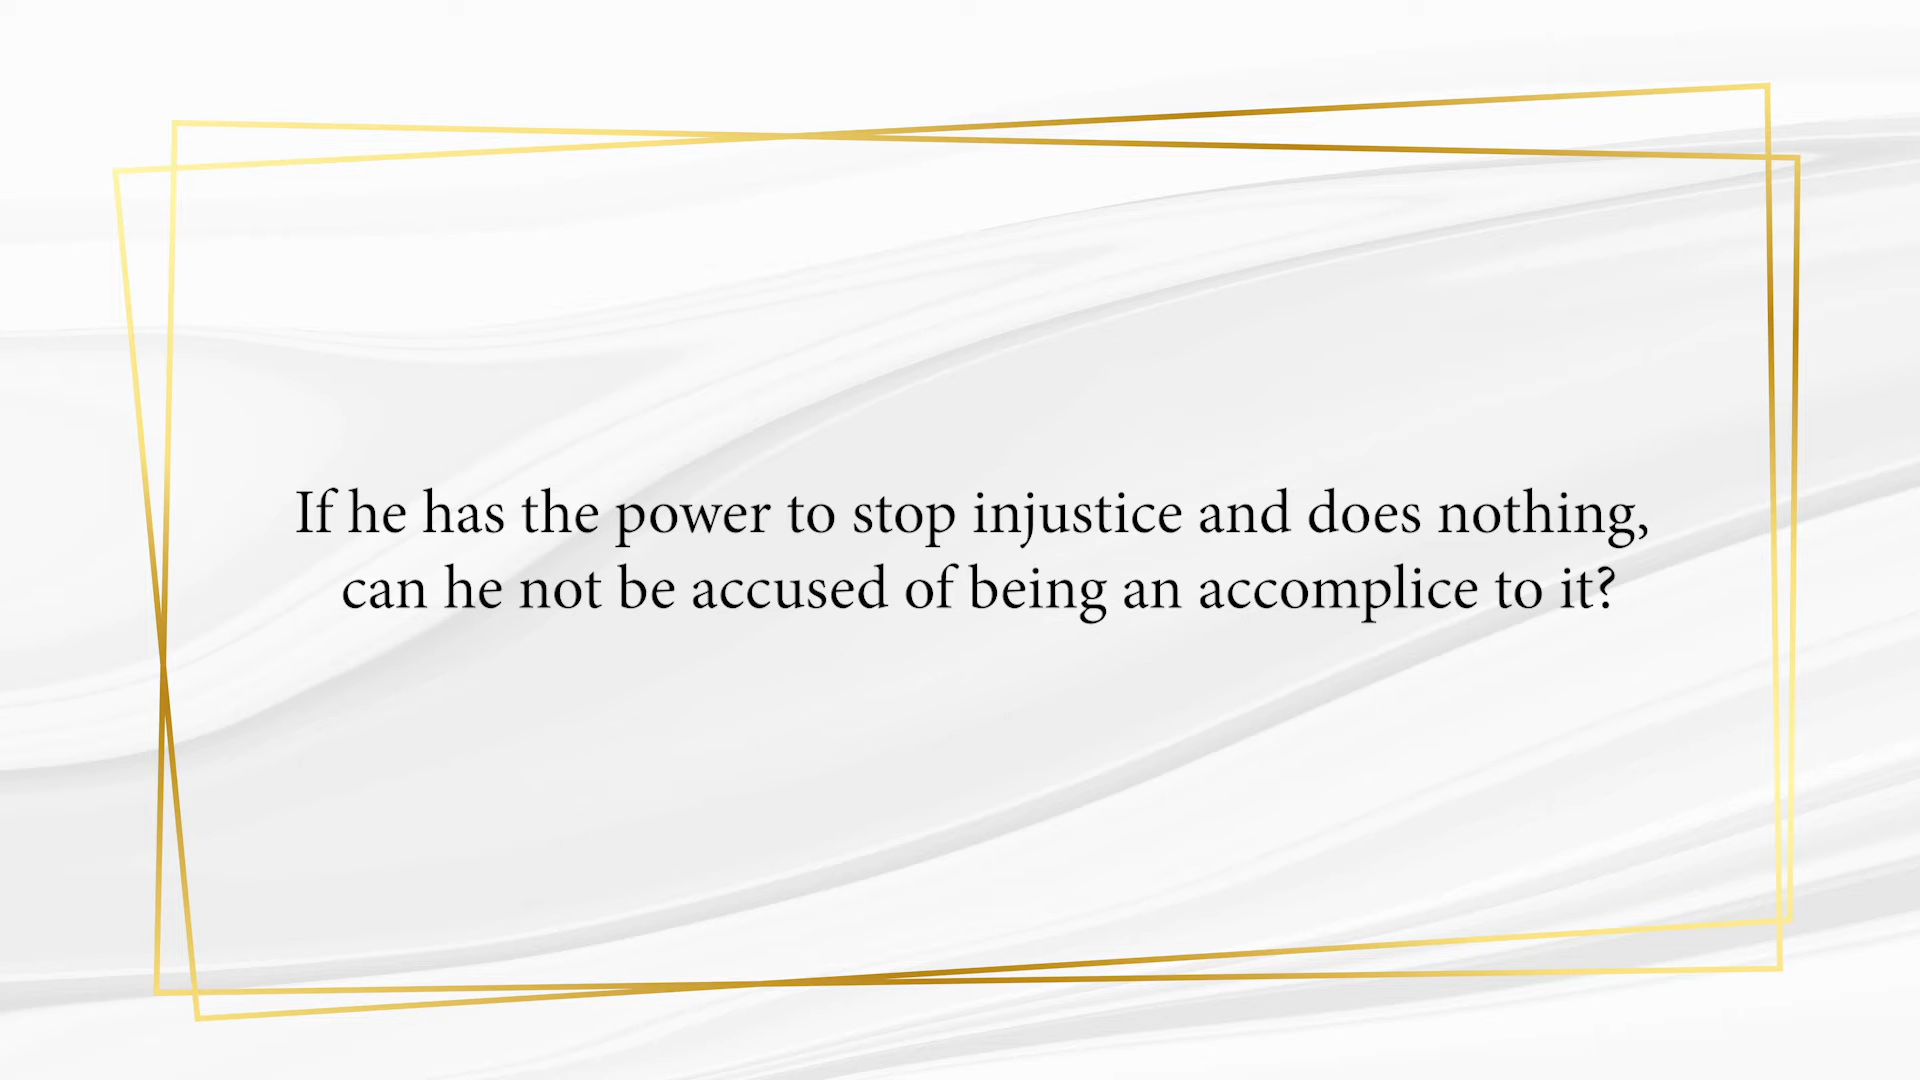 If he has the power to stop injustice and does nothing,
can he not be accused of being an accomplice to it?